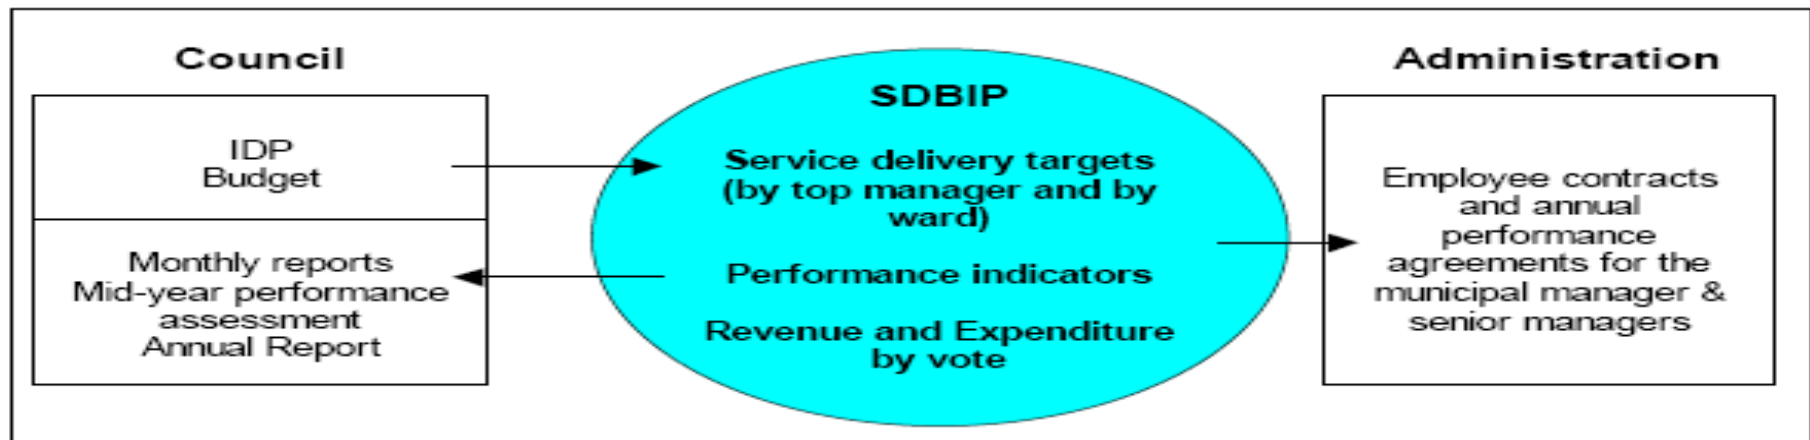 Council
IDP
Budget
Monthly reports
Mid-year performance
assessment
Annual Report
SDBIP
Service delivery targets
(by top manager and by
ward)
Performance indicators
Revenue and Expenditure
by vote
Administration
Employee contracts
and annual
performance
agreements for the
municipal manager &
senior managers